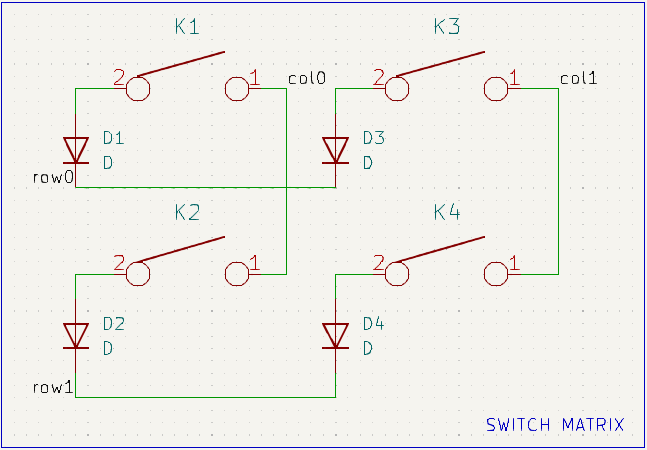 K1 K3
2 1 col0 2 1 col1
D1 D3
D D
row0
K2 K4
2 1 2 1
D2 D4
D D
row1
SWITCH MATRIX